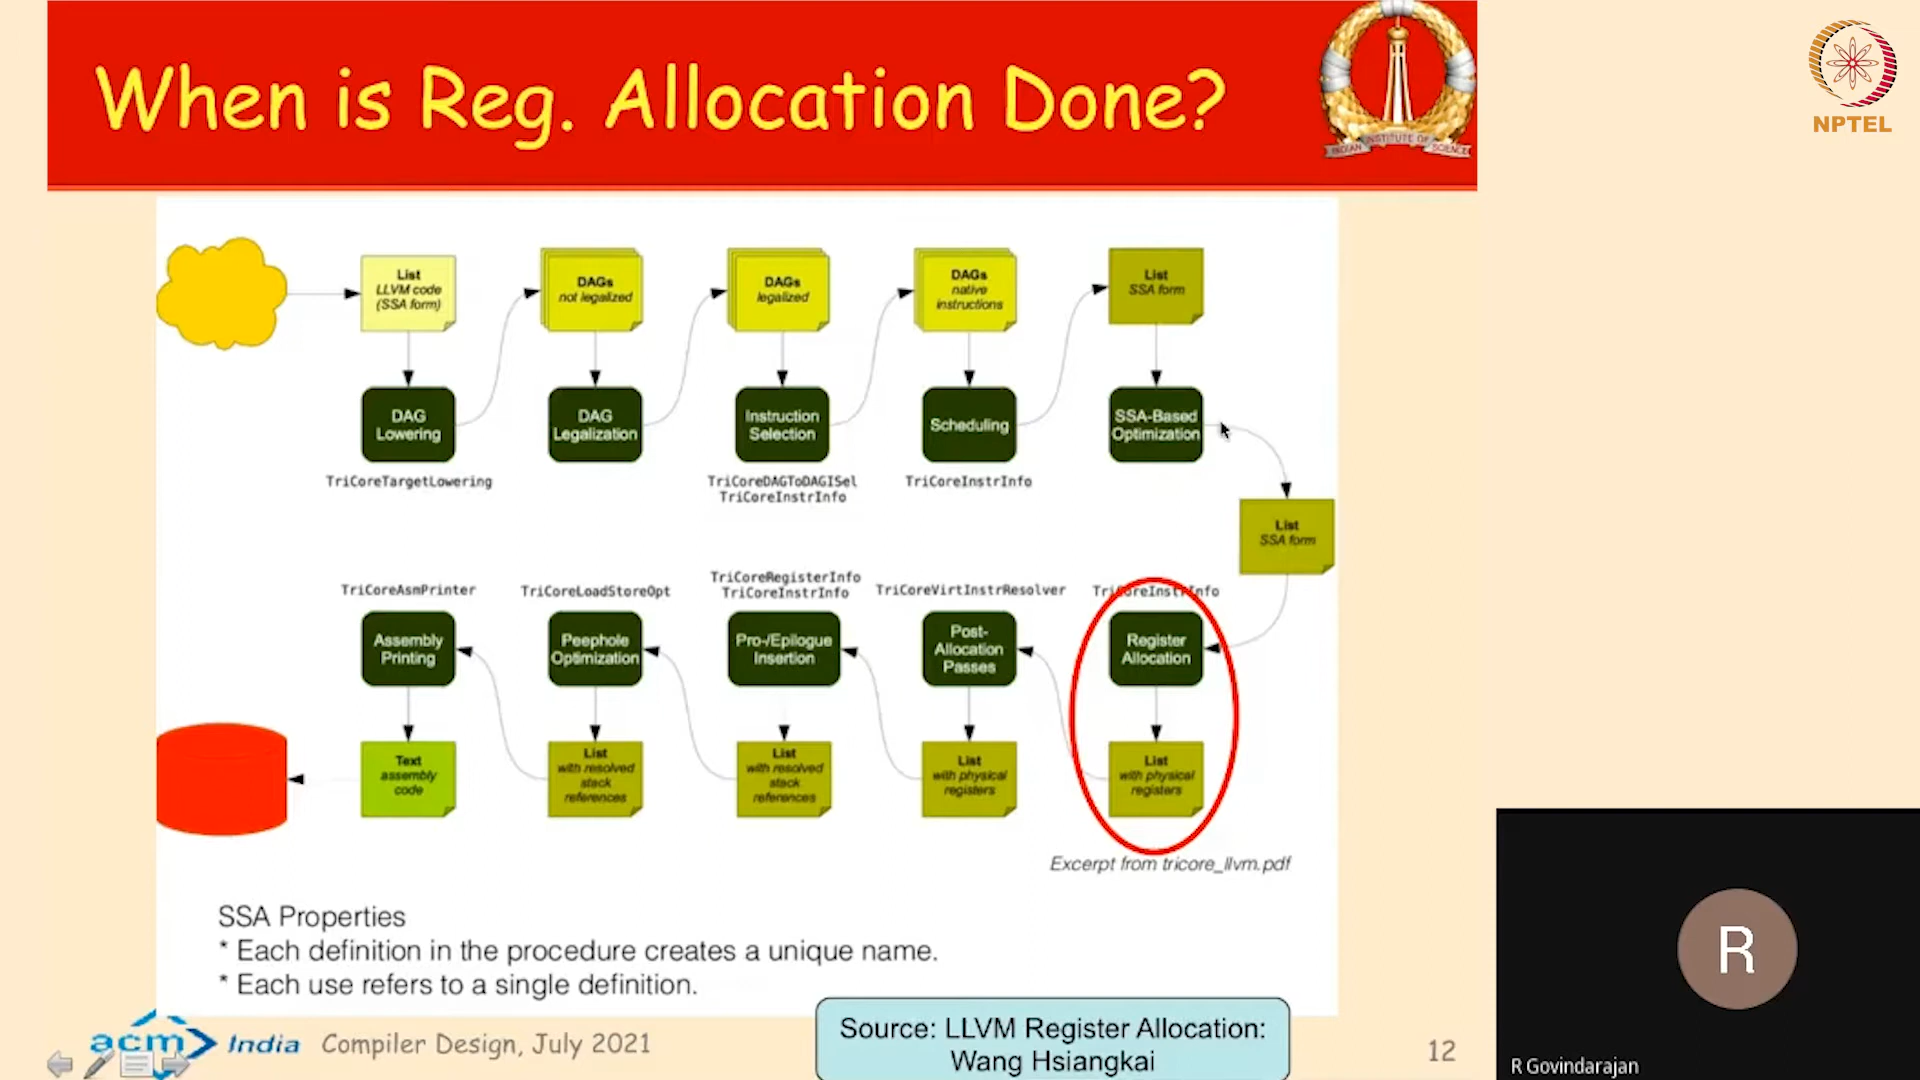 When is Reg. Allocation Done?
INDIAN INSTITUTE OF SCIENCE
NPTEL
List
LLVM code
(SSA form)
DAGs
not legalized
DAGs
legalized
DAGs
native
instructions
List
SSA form
DAG
Lowering
DAG
Legalization
Instruction
Selection
Scheduling
SSA-Based
Optimization
TriCoreTargetLowering
TriCoreDAGToDAGISel
TriCoreInstrInfo
TriCoreInstrInfo
List
SSA form
TriCoreAsmPrinter
TriCoreLoadStoreOpt
TriCoreRegisterInfo
TriCoreInstrInfo
TriCoreVirtInstrResolver
TriCoreInstrInfo
Assembly
Printing
Peephole
Optimization
Pro-/Epilogue
Insertion
Post-
Allocation
Passes
Register
Allocation
Text
assembly
code
List
with resolved
stack
references
List
with resolved
stack
references
List
with physical
registers
List
with physical
registers
Excerpt from tricore_llvm.pdf
SSA Properties
* Each definition in the procedure creates a unique name.
* Each use refers to a single definition.
acm India
Compiler Design, July 2021
Source: LLVM Register Allocation:
Wang Hsiangkai
12
R
R Govindarajan